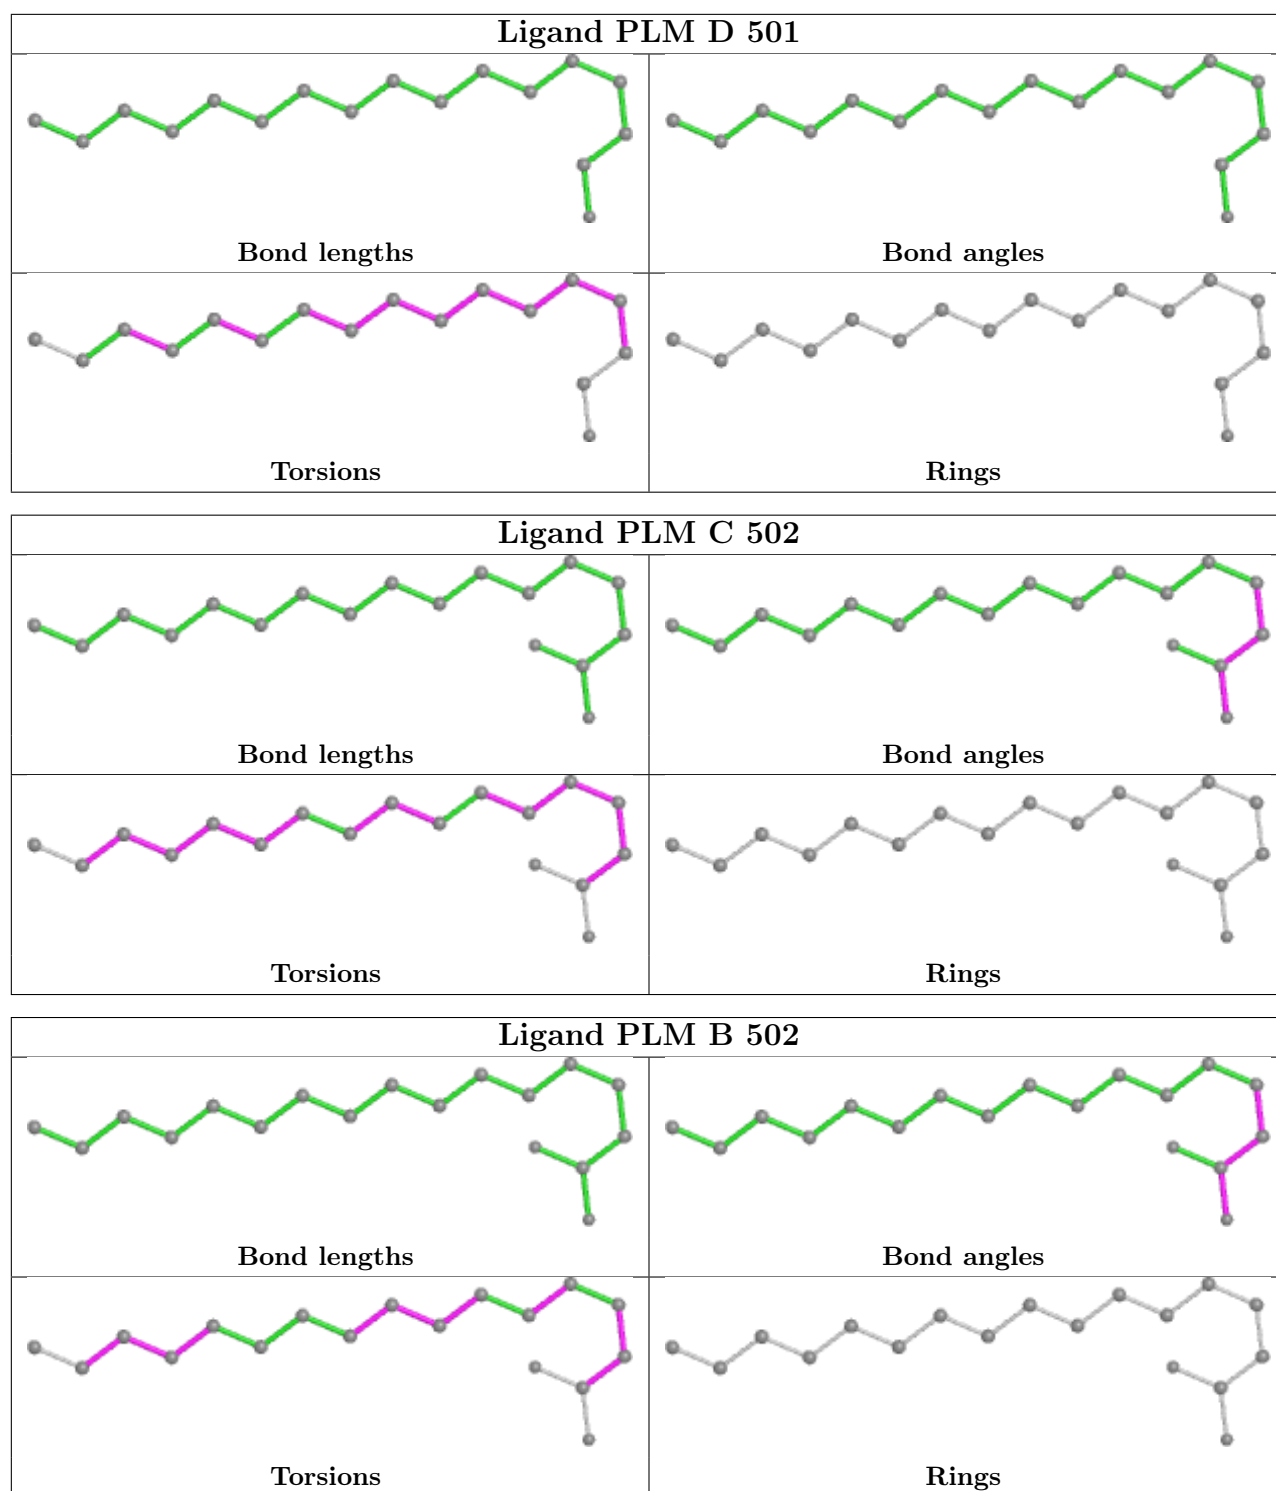 Ligand PLM D 501
Bond lengths
Bond angles
Torsions
Rings
Ligand PLM C 502
Bond lengths
Bond angles
Torsions
Rings
Ligand PLM B 502
Bond lengths
Bond angles
Torsions
Rings